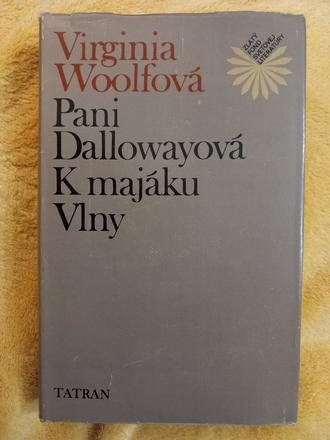 Virginia
Woolfová
ZLATÝ
FOND
SVETOVEJ
LITERATÚRY
Pani
Dallowayová
K majáku
Vlny
TATRAN